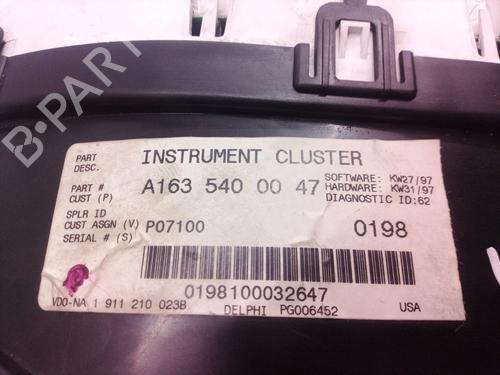 B-PARTS
PART DESC. INSTRUMENT CLUSTER
PART # CUST (P) A163 540 00 47
SOFTWARE: KW27/97
HARDWARE: KW31/97
DIAGNOSTIC ID:62
SPLR ID
CUST ASGN (V) P07100 0198
SERIAL # (S)
0198100032647
VDO-NA 1 911 210 023B DELPHI PG006452 USA